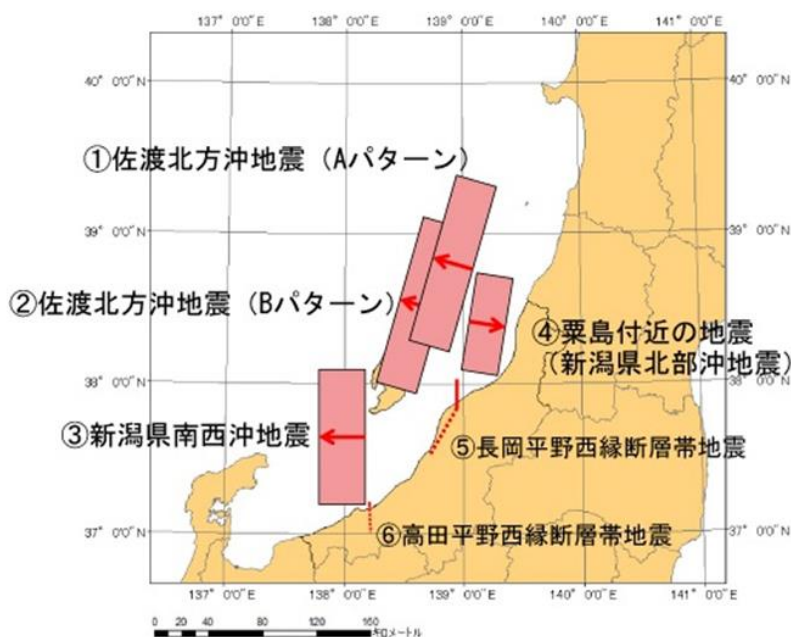 137° 0'0"E 138° 0'0"E 139° 0'0"E 140° 0'0"E 141° 0'0"E
40° 0'0"N
40° 0'0"N
①佐渡北方沖地震（Aパターン）
39° 0'0"N
39° 0'0"N
②佐渡北方沖地震（Bパターン）
④粟島付近の地震
（新潟県北部沖地震）
38° 0'0"N
38° 0'0"N
③新潟県南西沖地震
⑤長岡平野西縁断層帯地震
37° 0'0"N
37° 0'0"N
⑥高田平野西縁断層帯地震
137° 0'0"E 138° 0'0"E 139° 0'0"E 140° 0'0"E 141° 0'0"E
0 20 40 80 120 160
キロメートル